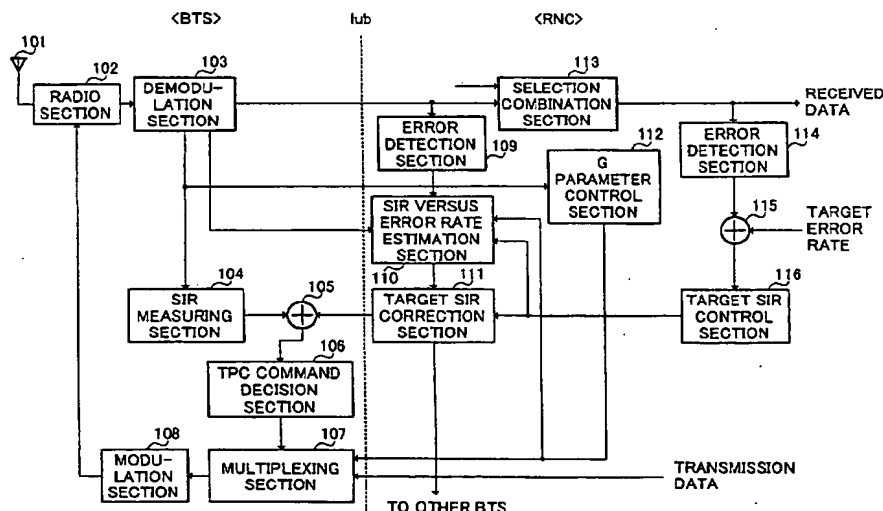 <BTS>
Iub
<RNC>
101
102
RADIO
SECTION
103
DEMODU-
LATION
SECTION
113
SELECTION
COMBINATION
SECTION
RECEIVED
DATA
ERROR
DETECTION
SECTION
109
112
G
PARAMETER
CONTROL
SECTION
ERROR
DETECTION
SECTION
114
SIR VERSUS
ERROR RATE
ESTIMATION
SECTION
110
115
TARGET
ERROR
RATE
104
SIR
MEASURING
SECTION
105
111
TARGET SIR
CORRECTION
SECTION
116
TARGET SIR
CONTROL
SECTION
106
TPC COMMAND
DECISION
SECTION
108
MODU-
LATION
SECTION
107
MULTIPLEXING
SECTION
TRANSMISSION
DATA
TO OTHER BTS